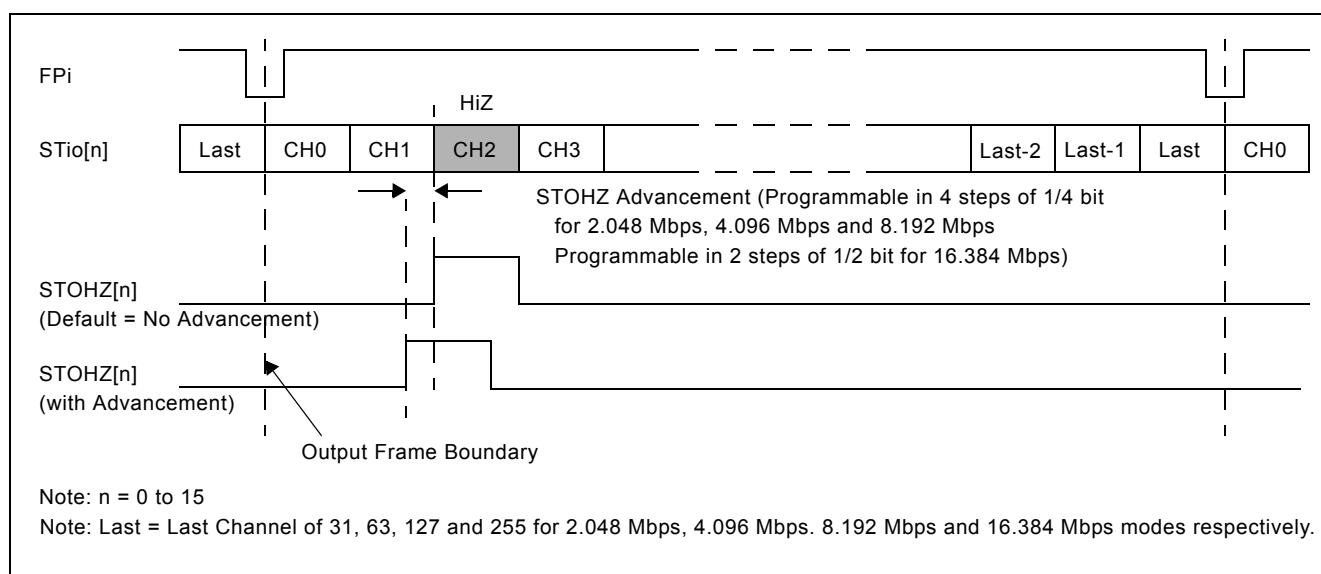 FPi
HiZ
STio[n]
Last CH0 CH1 CH2 CH3 Last-2 Last-1 Last CH0
STOHZ Advancement (Programmable in 4 steps of 1/4 bit
for 2.048 Mbps, 4.096 Mbps and 8.192 Mbps
Programmable in 2 steps of 1/2 bit for 16.384 Mbps)
STOHZ[n]
(Default = No Advancement)
STOHZ[n]
(with Advancement)
Output Frame Boundary
Note: n = 0 to 15
Note: Last = Last Channel of 31, 63, 127 and 255 for 2.048 Mbps, 4.096 Mbps. 8.192 Mbps and 16.384 Mbps modes respectively.